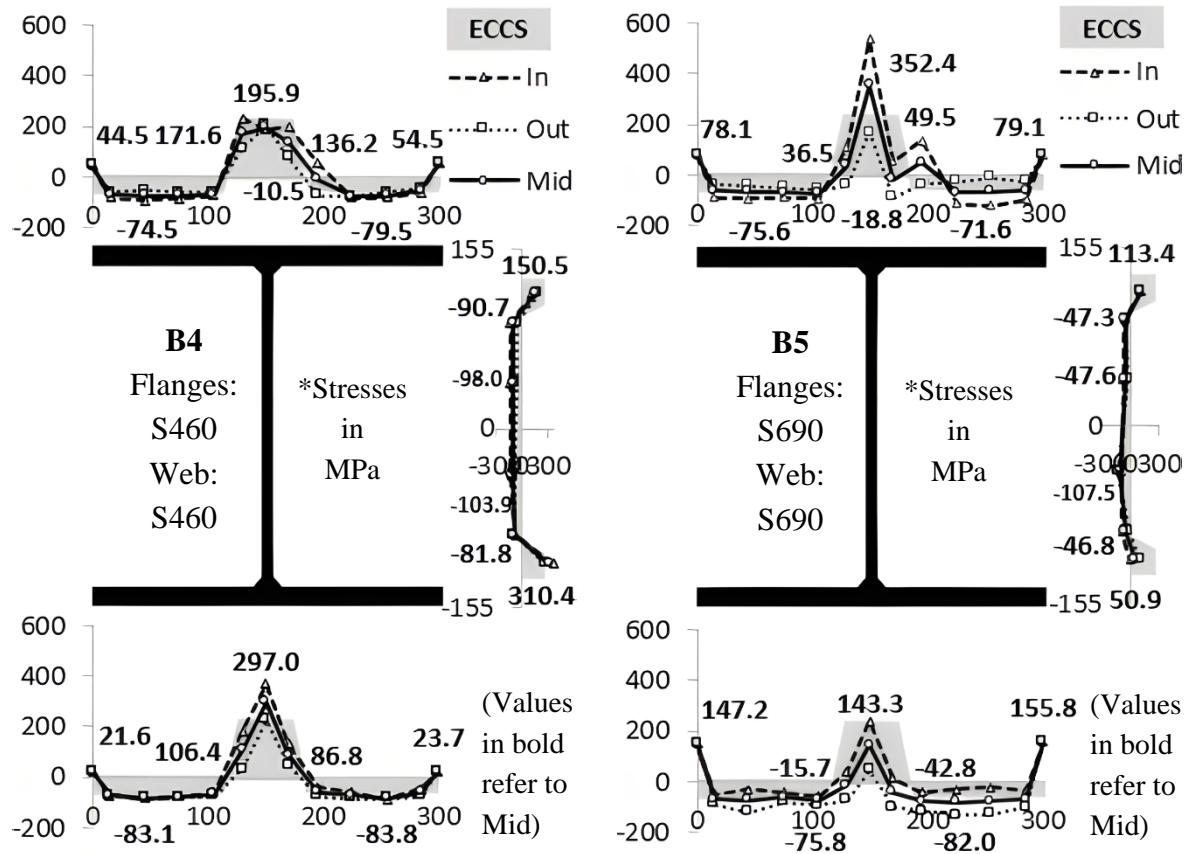 600
400
200
0
-200
0
100
200
300
44.5
171.6
195.9
-10.5
136.2
54.5
-74.5
-79.5
ECCS
In
Out
Mid
600
400
200
0
-200
0
100
200
300
78.1
36.5
352.4
-18.8
49.5
79.1
-75.6
-71.6
ECCS
In
Out
Mid
B4
Flanges:
S460
Web:
S460
*Stresses
in
MPa
155
150.5
-90.7
-98.0
0
-300
0
300
-103.9
-81.8
-155
310.4
B5
Flanges:
S690
Web:
S690
*Stresses
in
MPa
155
113.4
-47.3
-47.6
0
-300
0
300
-107.5
-46.8
-155
50.9
600
400
200
0
-200
0
100
200
300
21.6
106.4
297.0
86.8
23.7
-83.1
-83.8
(Values
in bold
refer to
Mid)
600
400
200
0
-200
0
100
200
300
147.2
-15.7
143.3
-42.8
155.8
-75.8
-82.0
(Values
in bold
refer to
Mid)